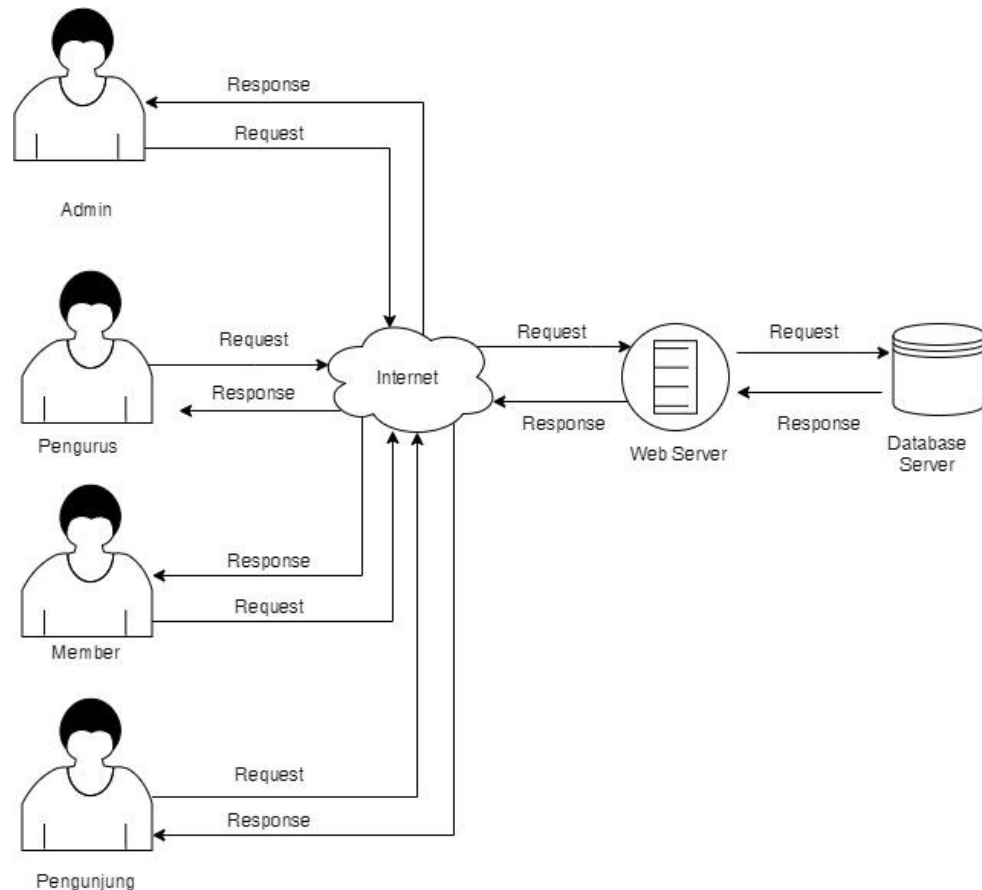 Response
Request
Admin
Request
Response
Pengurus
Internet
Request
Response
Web Server
Request
Response
Database
Server
Response
Request
Member
Request
Response
Pengunjung